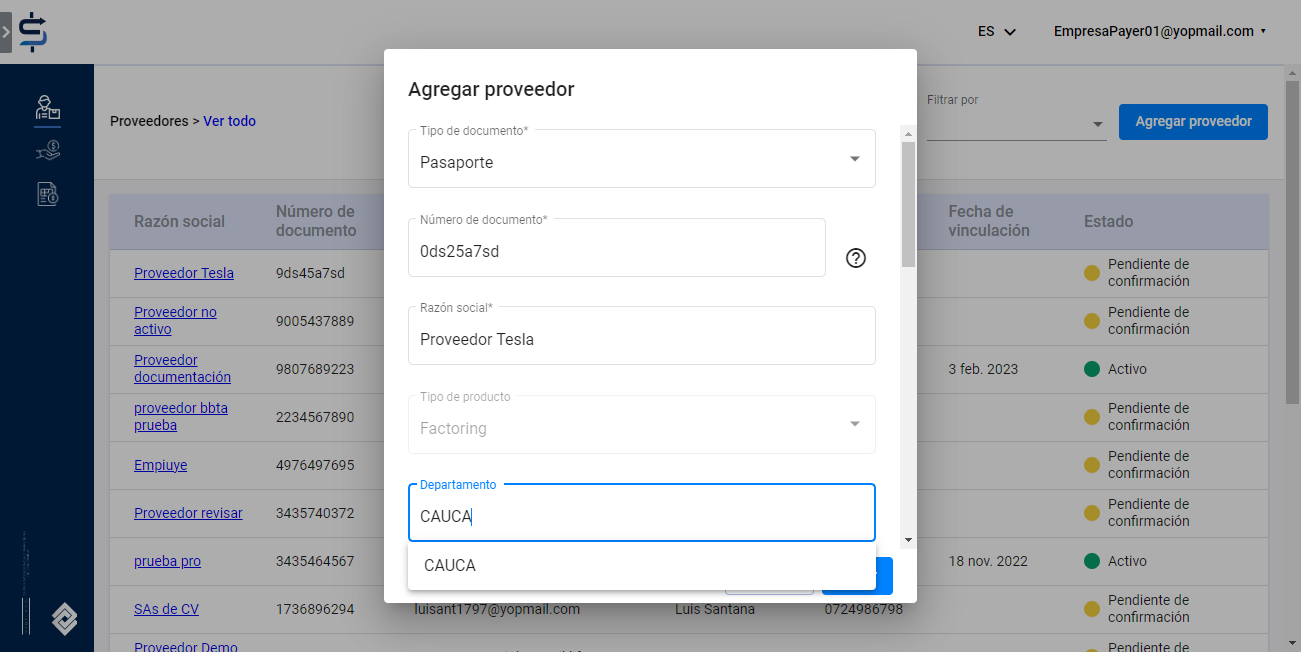 ES
EmpresaPayer01@yopmail.com
Proveedores > Ver todo
Filtrar por
Agregar proveedor
Agregar proveedor
Tipo de documento*
Pasaporte
Número de documento*
0ds25a7sd
Razón social*
Proveedor Tesla
Tipo de producto
Factoring
Departamento
CAUCA
CAUCA
Razón social
Número de
documento
Fecha de
vinculación
Estado
Proveedor Tesla
9ds45a7sd
Pendiente de
confirmación
Proveedor no
activo
9005437889
Pendiente de
confirmación
Proveedor
documentación
9807689223
3 feb. 2023
Activo
proveedor bbta
prueba
2234567890
Pendiente de
confirmación
Empiuye
4976497695
Pendiente de
confirmación
Proveedor revisar
3435740372
Pendiente de
confirmación
prueba pro
3435464567
18 nov. 2022
Activo
SAs de CV
1736896294
luisant1797@yopmail.com
Luis Santana
0724986798
Pendiente de
confirmación
Proveedor Demo
Pendiente de